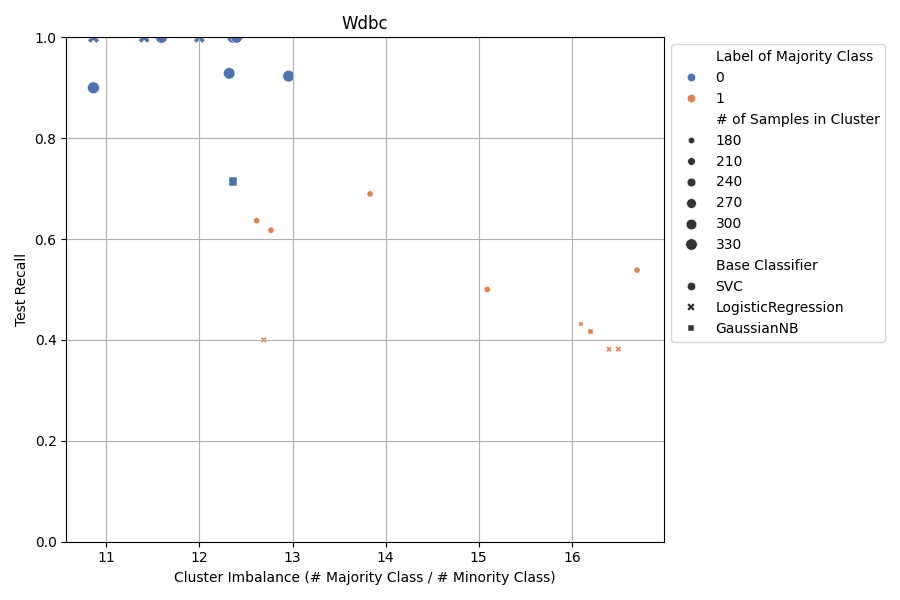 Wdbc
1.0
0.8
0.6
0.4
0.2
0.0
Test Recall
11 12 13 14 15 16
Cluster Imbalance (# Majority Class / # Minority Class)
Label of Majority Class
0
1
# of Samples in Cluster
180
210
240
270
300
330
Base Classifier
SVC
LogisticRegression
GaussianNB